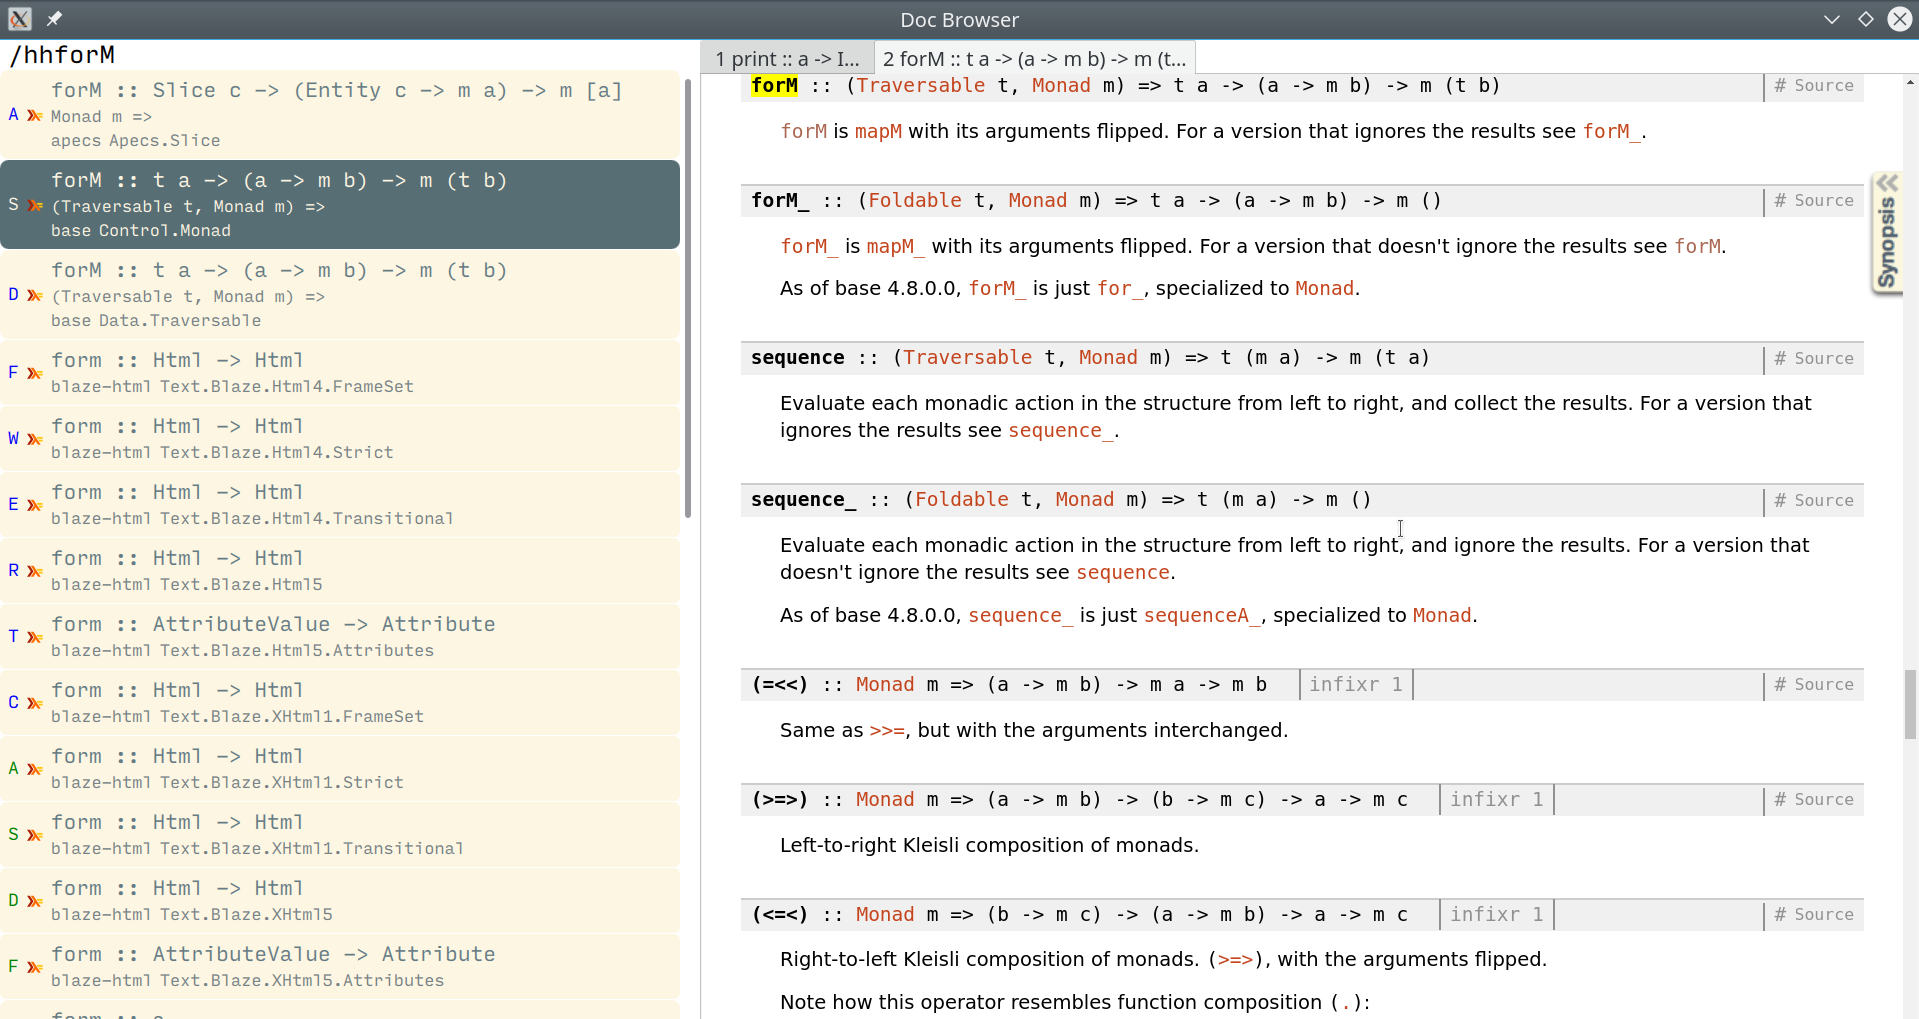 Doc Browser
/hhforM
forM :: Slice c -> (Entity c -> m a) -> m [a]
A Monad m =>
apecs Apecs.Slice
forM :: t a -> (a -> m b) -> m (t b)
S (Traversable t, Monad m) =>
base Control.Monad
forM :: t a -> (a -> m b) -> m (t b)
D (Traversable t, Monad m) =>
base Data.Traversable
form :: Html -> Html
F blaze-html Text.Blaze.Html4.FrameSet
form :: Html -> Html
W blaze-html Text.Blaze.Html4.Strict
form :: Html -> Html
E blaze-html Text.Blaze.Html4.Transitional
form :: Html -> Html
R blaze-html Text.Blaze.Html5
form :: AttributeValue -> Attribute
T blaze-html Text.Blaze.Html5.Attributes
form :: Html -> Html
C blaze-html Text.Blaze.XHtml1.FrameSet
form :: Html -> Html
A blaze-html Text.Blaze.XHtml1.Strict
form :: Html -> Html
S blaze-html Text.Blaze.XHtml1.Transitional
form :: Html -> Html
D blaze-html Text.Blaze.XHtml5
form :: AttributeValue -> Attribute
F blaze-html Text.Blaze.XHtml5.Attributes
1 print :: a -> I... 2 forM :: t a -> (a -> m b) -> m (t...
forM :: (Traversable t, Monad m) => t a -> (a -> m b) -> m (t b) # Source
forM is mapM with its arguments flipped. For a version that ignores the results see forM_.
forM_ :: (Foldable t, Monad m) => t a -> (a -> m b) -> m () # Source
forM_ is mapM_ with its arguments flipped. For a version that doesn't ignore the results see forM.
As of base 4.8.0.0, forM_ is just for_, specialized to Monad.
sequence :: (Traversable t, Monad m) => t (m a) -> m (t a) # Source
Evaluate each monadic action in the structure from left to right, and collect the results. For a version that
ignores the results see sequence_.
sequence_ :: (Foldable t, Monad m) => t (m a) -> m () # Source
Evaluate each monadic action in the structure from left to right, and ignore the results. For a version that
doesn't ignore the results see sequence.
As of base 4.8.0.0, sequence_ is just sequenceA_, specialized to Monad.
(=<<) :: Monad m => (a -> m b) -> m a -> m b infixr 1 # Source
Same as >>=, but with the arguments interchanged.
(>=>) :: Monad m => (a -> m b) -> (b -> m c) -> a -> m c infixr 1 # Source
Left-to-right Kleisli composition of monads.
(<=<) :: Monad m => (b -> m c) -> (a -> m b) -> a -> m c infixr 1 # Source
Right-to-left Kleisli composition of monads. (>=>), with the arguments flipped.
Note how this operator resembles function composition (.):
Synopsis